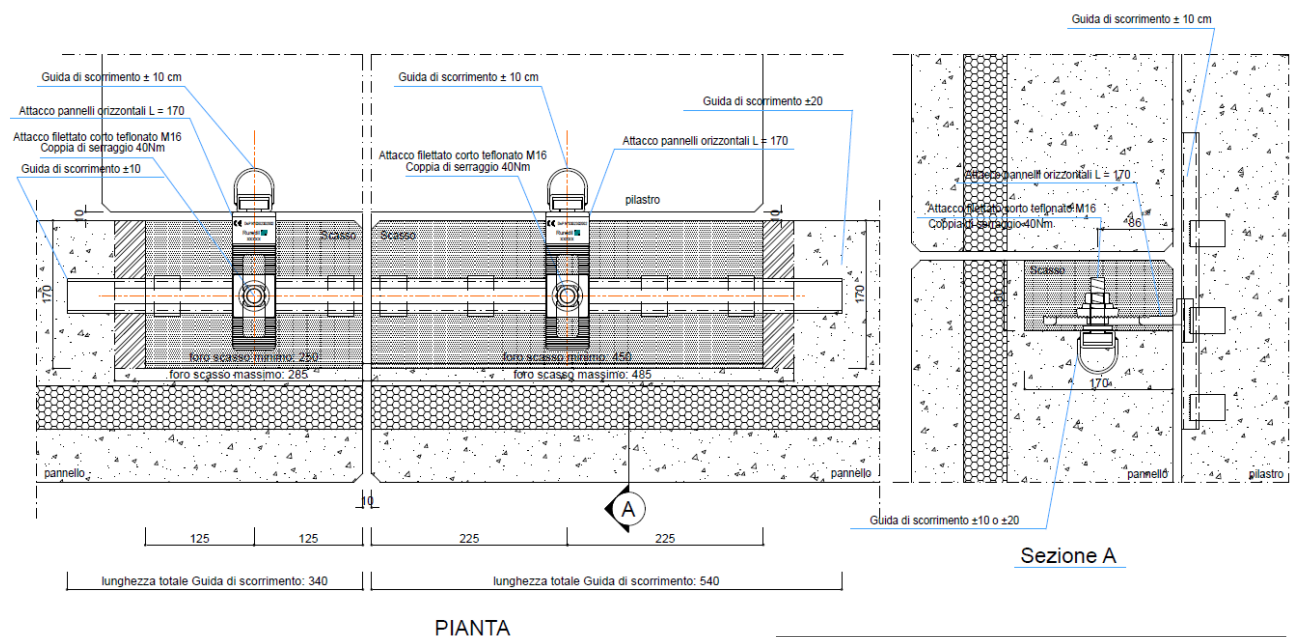 Guida di scorrimento ± 10 cm
Attacco pannelli orizzontali L = 170
Attacco filettato corto teflonato M16
Coppia di serraggio 40Nm
Guida di scorrimento ±10
Guida di scorrimento ± 10 cm
Attacco filettato corto teflonato M16
Coppia di serraggio 40Nm
Attacco pannelli orizzontali L = 170
Guida di scorrimento ±20
pilastro
10
10
Scasso
Scasso
170
170
foro scasso minimo: 250
foro scasso massimo: 285
foro scasso minimo: 450
foro scasso massimo: 485
pannello
pannello
10
A
125
125
225
225
lunghezza totale Guida di scorrimento: 340
lunghezza totale Guida di scorrimento: 540
PIANTA
Guida di scorrimento ± 10 cm
Attacco pannelli orizzontali L = 170
Attacco filettato corto teflonato M16
Coppia di serraggio 40Nm
86
Scasso
80
170
pannello
pilastro
Guida di scorrimento ±10 o ±20
Sezione A